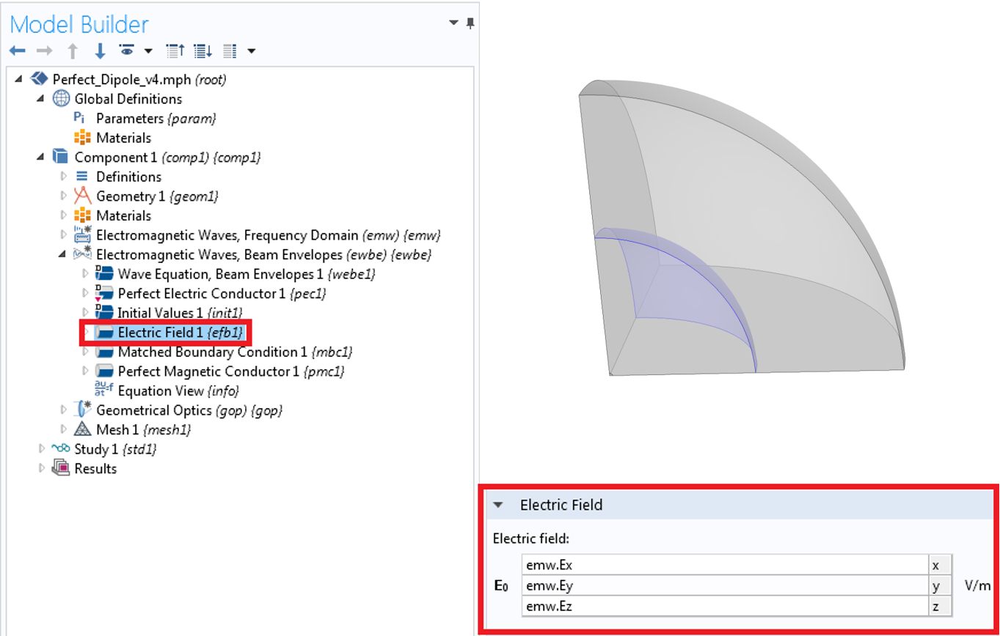 Model Builder
Perfect_Dipole_v4.mph (root)
Global Definitions
Pi Parameters {param}
Materials
Component 1 (comp1) {comp1}
Definitions
Geometry 1 {geom1}
Materials
Electromagnetic Waves, Frequency Domain (emw) {emw}
Electromagnetic Waves, Beam Envelopes (ewbe) {ewbe}
D Wave Equation, Beam Envelopes 1 {webe1}
D Perfect Electric Conductor 1 {pec1}
D Initial Values 1 {init1}
Electric Field 1 {efb1}
Matched Boundary Condition 1 {mbc1}
Perfect Magnetic Conductor 1 {pmc1}
Equation View {info}
Geometrical Optics (gop) {gop}
Mesh 1 {mesh1}
Study 1 {std1}
Results
Electric Field
Electric field:
emw.Ex x
E₀ emw.Ey y V/m
emw.Ez z